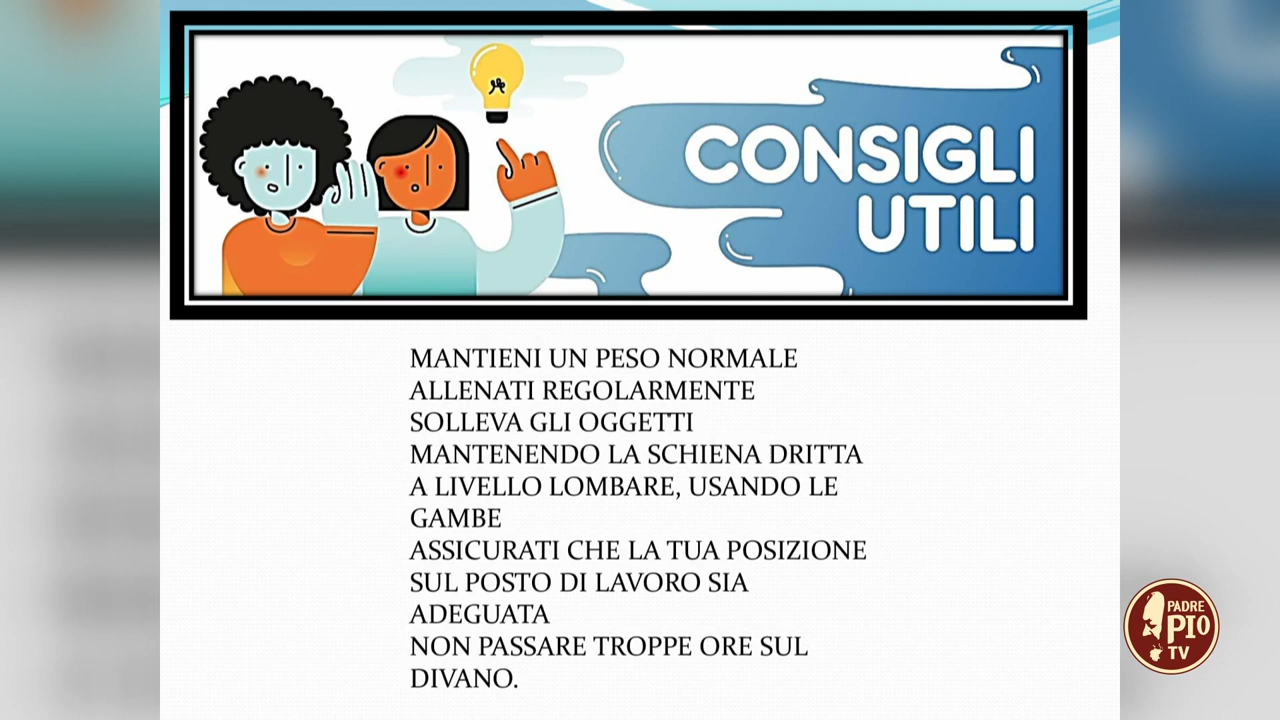 CONSIGLI
UTILI
MANTIENI UN PESO NORMALE
ALLENATI REGOLARMENTE
SOLLEVA GLI OGGETTI
MANTENENDO LA SCHIENA DRITTA
A LIVELLO LOMBARE, USANDO LE
GAMBE
ASSICURATI CHE LA TUA POSIZIONE
SUL POSTO DI LAVORO SIA
ADEGUATA
NON PASSARE TROPPE ORE SUL
DIVANO.
PADRE
PIO
TV